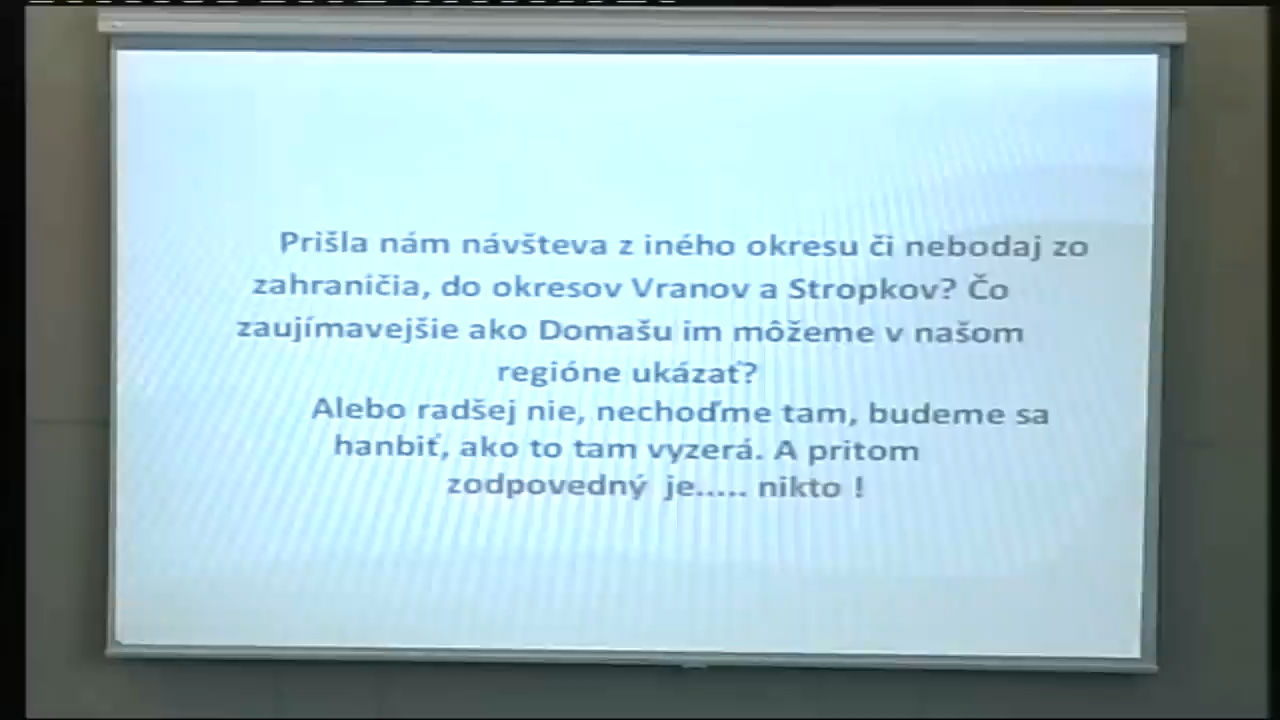 Prišla nám návšteva z iného okresu či nebodaj zo
zahraničia, do okresov Vranov a Stropkov? Čo
zaujímavejšie ako Domašu im môžeme v našom
regióne ukázať?
Alebo radšej nie, nechoďme tam, budeme sa
hanbiť, ako to tam vyzerá. A pritom
zodpovedný je..... nikto !